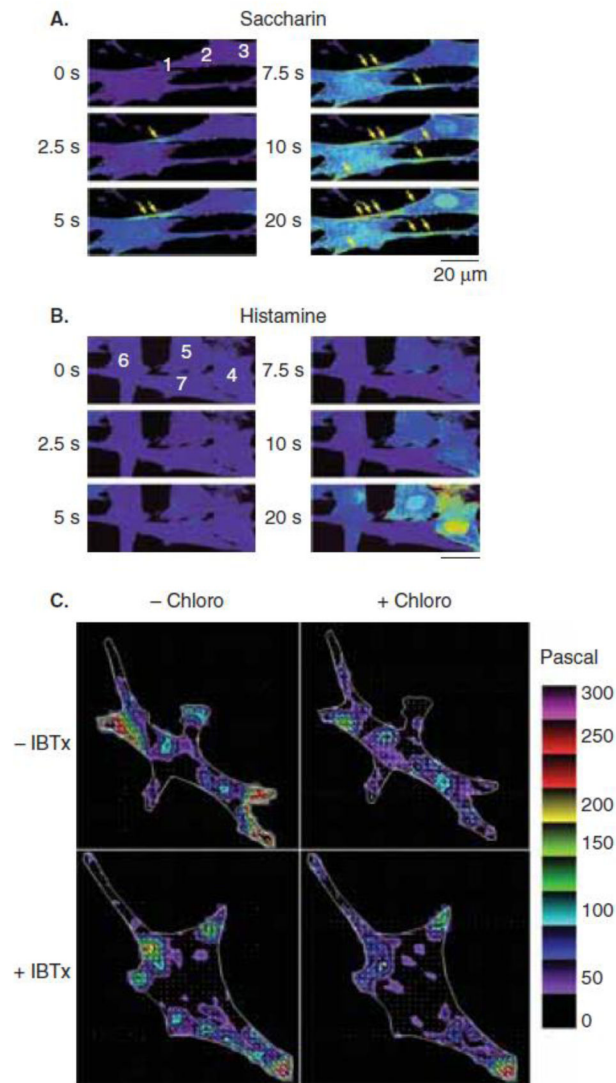 A. Saccharin
0 s 1 2 3 7.5 s
2.5 s 10 s
5 s 20 s
20 μm
B. Histamine
0 s 6 5 7 4 7.5 s
2.5 s 10 s
5 s 20 s
C. – Chloro + Chloro
Pascal
– IBTx
+ IBTx
300
250
200
150
100
50
0